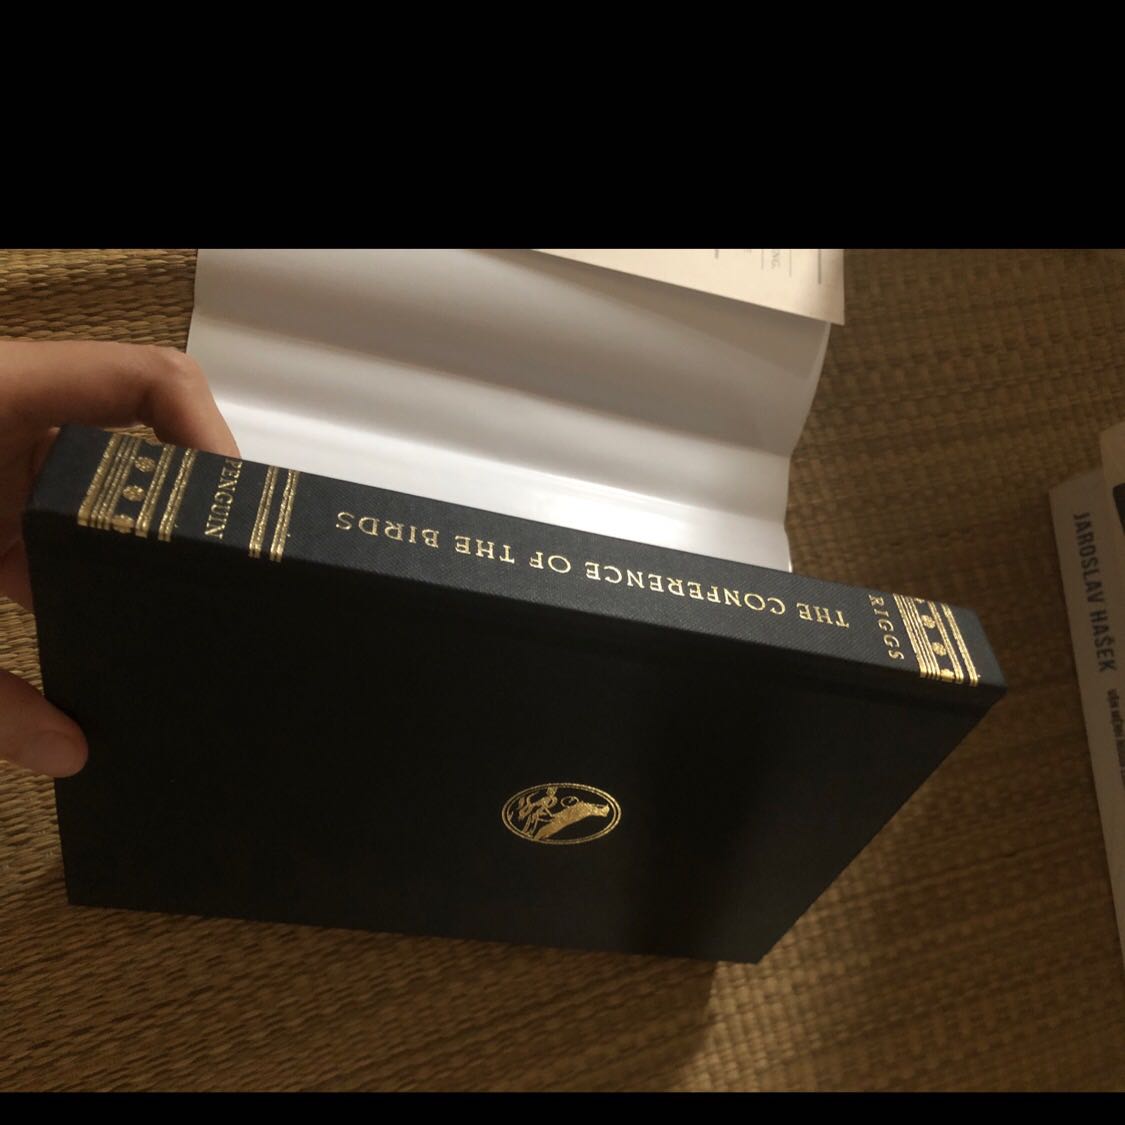 THE CONFERENCE OF THE BIRDS
RIGGS
PENGUIN
JAROSLAV HAŠEK